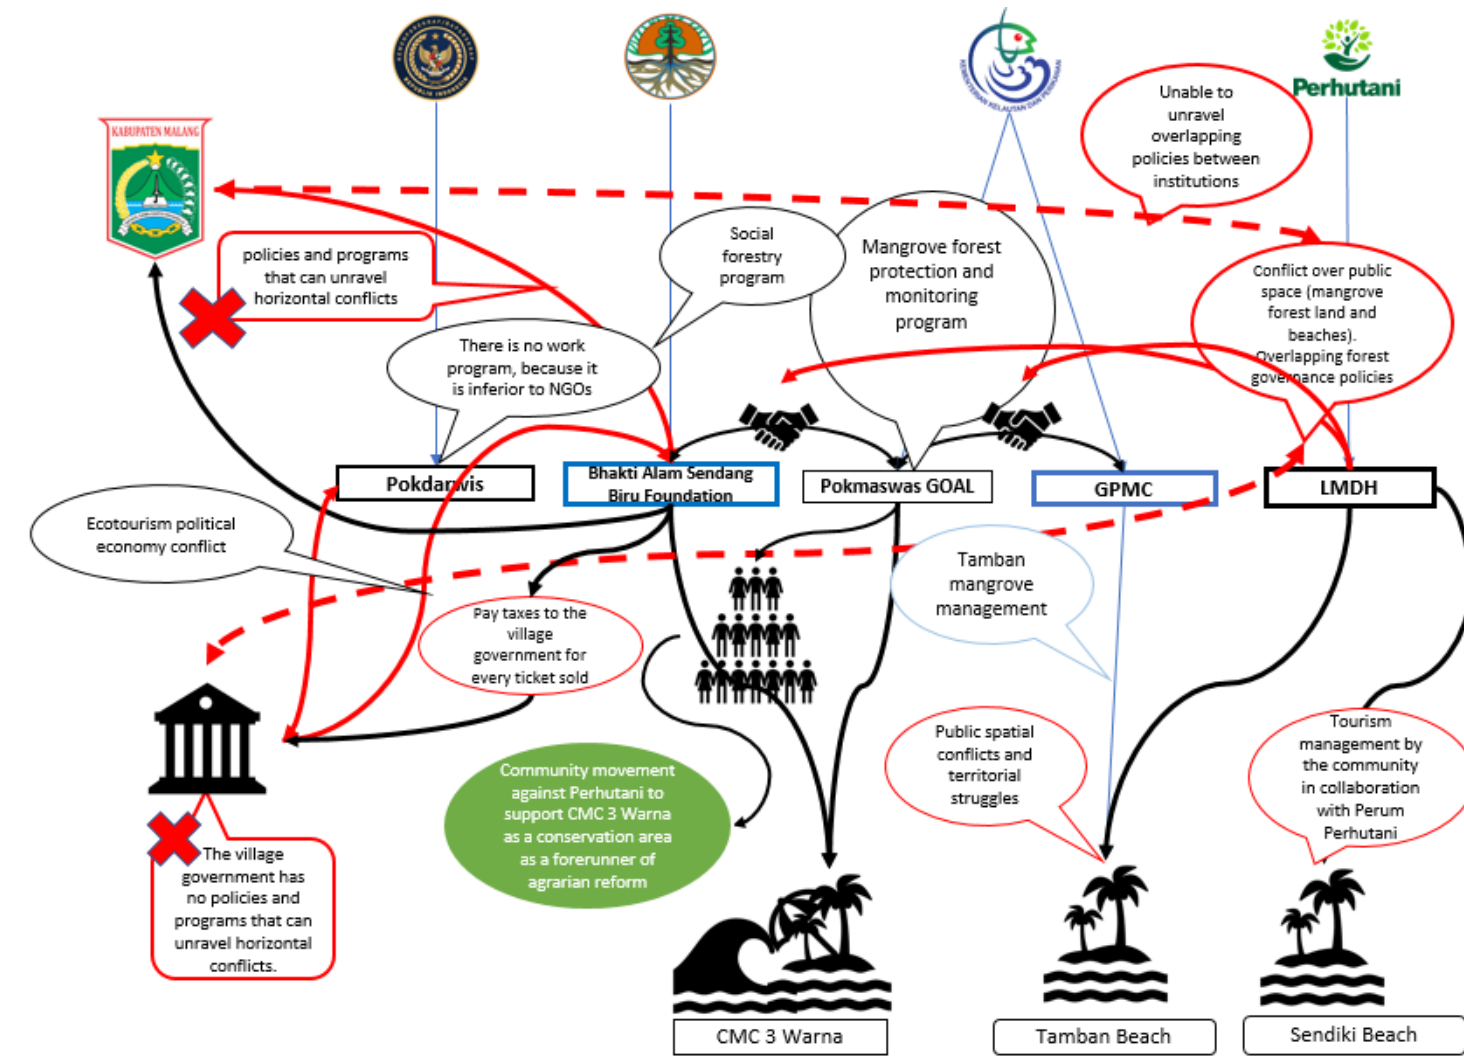 KABUPATEN MALANG
REPUBLIK INDONESIA
KEMENTERIAN KELAUTAN DAN PERIKANAN
Perhutani
Unable to
unravel
overlapping
policies between
institutions
policies and programs
that can unravel
horizontal conflicts
Social
forestry
program
Mangrove forest
protection and
monitoring
program
Conflict over public
space (mangrove
forest land and
beaches).
Overlapping forest
governance policies
There is no work
program, because it
is inferior to NGOs
Pokdarwis
Bhakti Alam Sendang
Biru Foundation
Pokmaswas GOAL
GPMC
LMDH
Ecotourism political
economy conflict
Tamban
mangrove
management
Pay taxes to the
village
government for
every ticket sold
Public spatial
conflicts and
territorial
struggles
Tourism
management by
the community
in collaboration
with Perum
Perhutani
Community movement
against Perhutani to
support CMC 3 Warna
as a conservation area
as a forerunner of
agrarian reform
The village
government has
no policies and
programs that can
unravel horizontal
conflicts.
CMC 3 Warna
Tamban Beach
Sendiki Beach